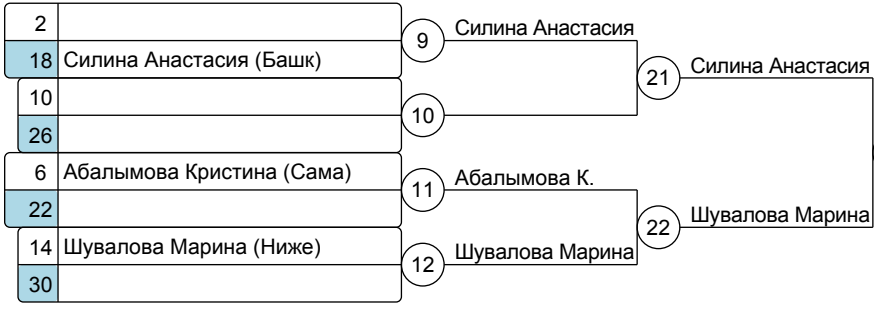 2
18 Силина Анастасия (Башк)
10
26
6 Абалымова Кристина (Сама)
22
14 Шувалова Марина (Ниже)
30
9 Силина Анастасия
10
11 Абалымова К.
12 Шувалова Марина
21 Силина Анастасия
22 Шувалова Марина